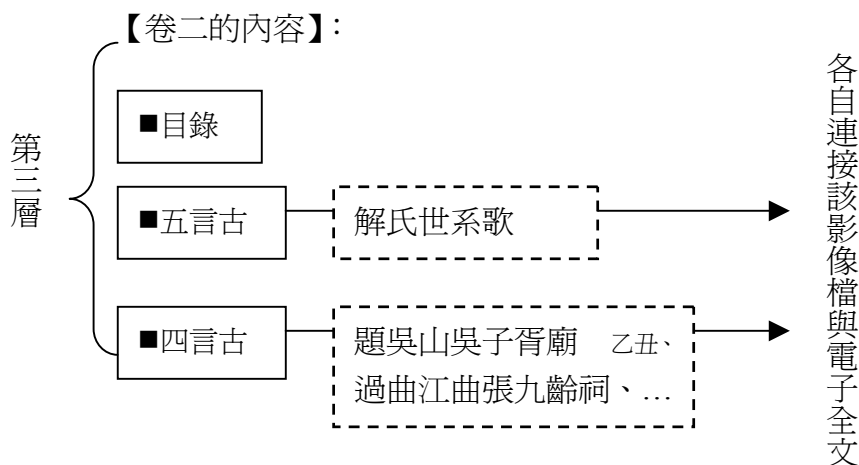 【卷二的內容】：
第三層
■目錄
■五言古
解氏世系歌
■四言古
題吳山吳子胥廟 乙丑、
過曲江曲張九齡祠、…
各自連接該影像檔與電子全文